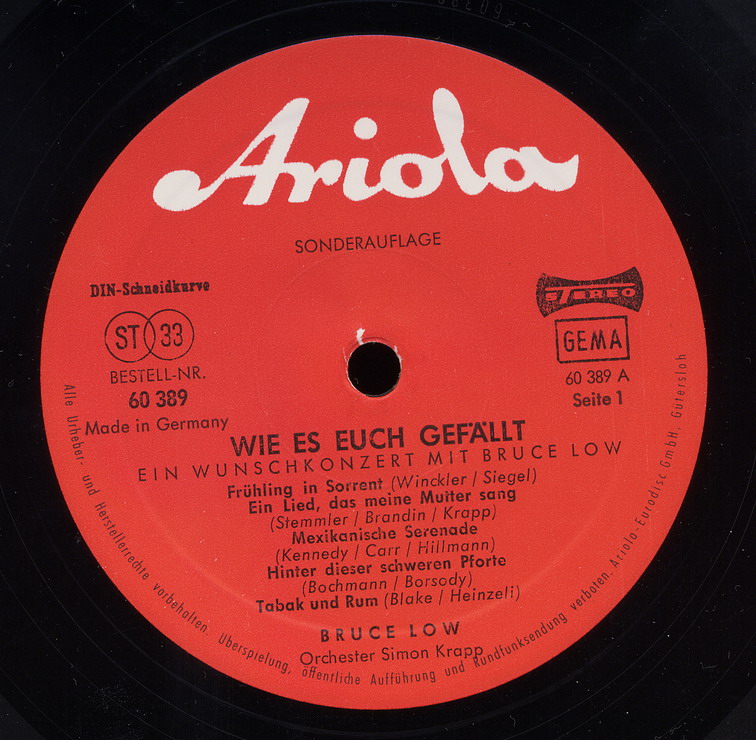 Ariola
SONDERAUFLAGE
DIN-Schneidkurve
ST 33
BESTELL-NR.
60 389
Made in Germany
STEREO
GEMA
60 389 A
Seite 1
WIE ES EUCH GEFÄLLT
EIN WUNSCHKONZERT MIT BRUCE LOW
Frühling in Sorrent (Winckler / Siegel)
Ein Lied, das meine Mutter sang
(Stemmler / Brandin / Krapp)
Mexikanische Serenade
(Kennedy / Carr / Hillmann)
Hinter dieser schweren Pforte
(Bochmann / Borsody)
Tabak und Rum (Blake / Heinzeli)
BRUCE LOW
Orchester Simon Krapp
Alle Urheber- und Herstellerrechte vorbehalten. Überspielung, öffentliche Aufführung und Rundfunksendung verboten. Ariola-Eurodisc GmbH, Gütersloh